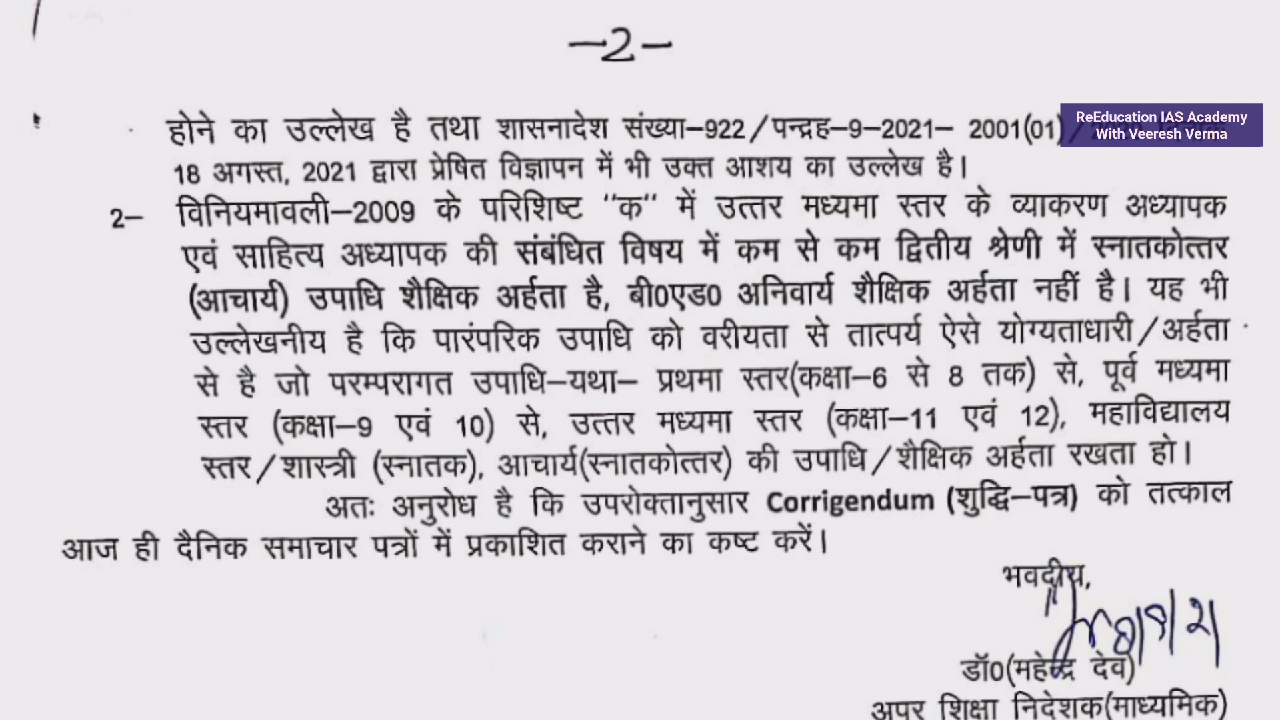 -2-
होने का उल्लेख है तथा शासनादेश संख्या-922/पन्द्रह-9-2021- 2001(01)/
ReEducation IAS Academy
With Veeresh Verma
18 अगस्त, 2021 द्वारा प्रेषित विज्ञापन में भी उक्त आशय का उल्लेख है।
2- विनियमावली-2009 के परिशिष्ट "क" में उत्तर मध्यमा स्तर के व्याकरण अध्यापक
एवं साहित्य अध्यापक की संबंधित विषय में कम से कम द्वितीय श्रेणी में स्नातकोत्तर
(आचार्य) उपाधि शैक्षिक अर्हता है, बी0एड0 अनिवार्य शैक्षिक अर्हता नहीं है। यह भी
उल्लेखनीय है कि पारंपरिक उपाधि को वरीयता से तात्पर्य ऐसे योग्यताधारी/अर्हता
से है जो परम्परागत उपाधि-यथा- प्रथमा स्तर(कक्षा-6 से 8 तक) से, पूर्व मध्यमा
स्तर (कक्षा-9 एवं 10) से, उत्तर मध्यमा स्तर (कक्षा-11 एवं 12), महाविद्यालय
स्तर/शास्त्री (स्नातक), आचार्य(स्नातकोत्तर) की उपाधि/शैक्षिक अर्हता रखता हो।
अतः अनुरोध है कि उपरोक्तानुसार Corrigendum (शुद्धि-पत्र) को तत्काल
आज ही दैनिक समाचार पत्रों में प्रकाशित कराने का कष्ट करें।
भवदीय,
डॉ0(महेन्द्र देव)
अपर शिक्षा निदेशक(माध्यमिक)